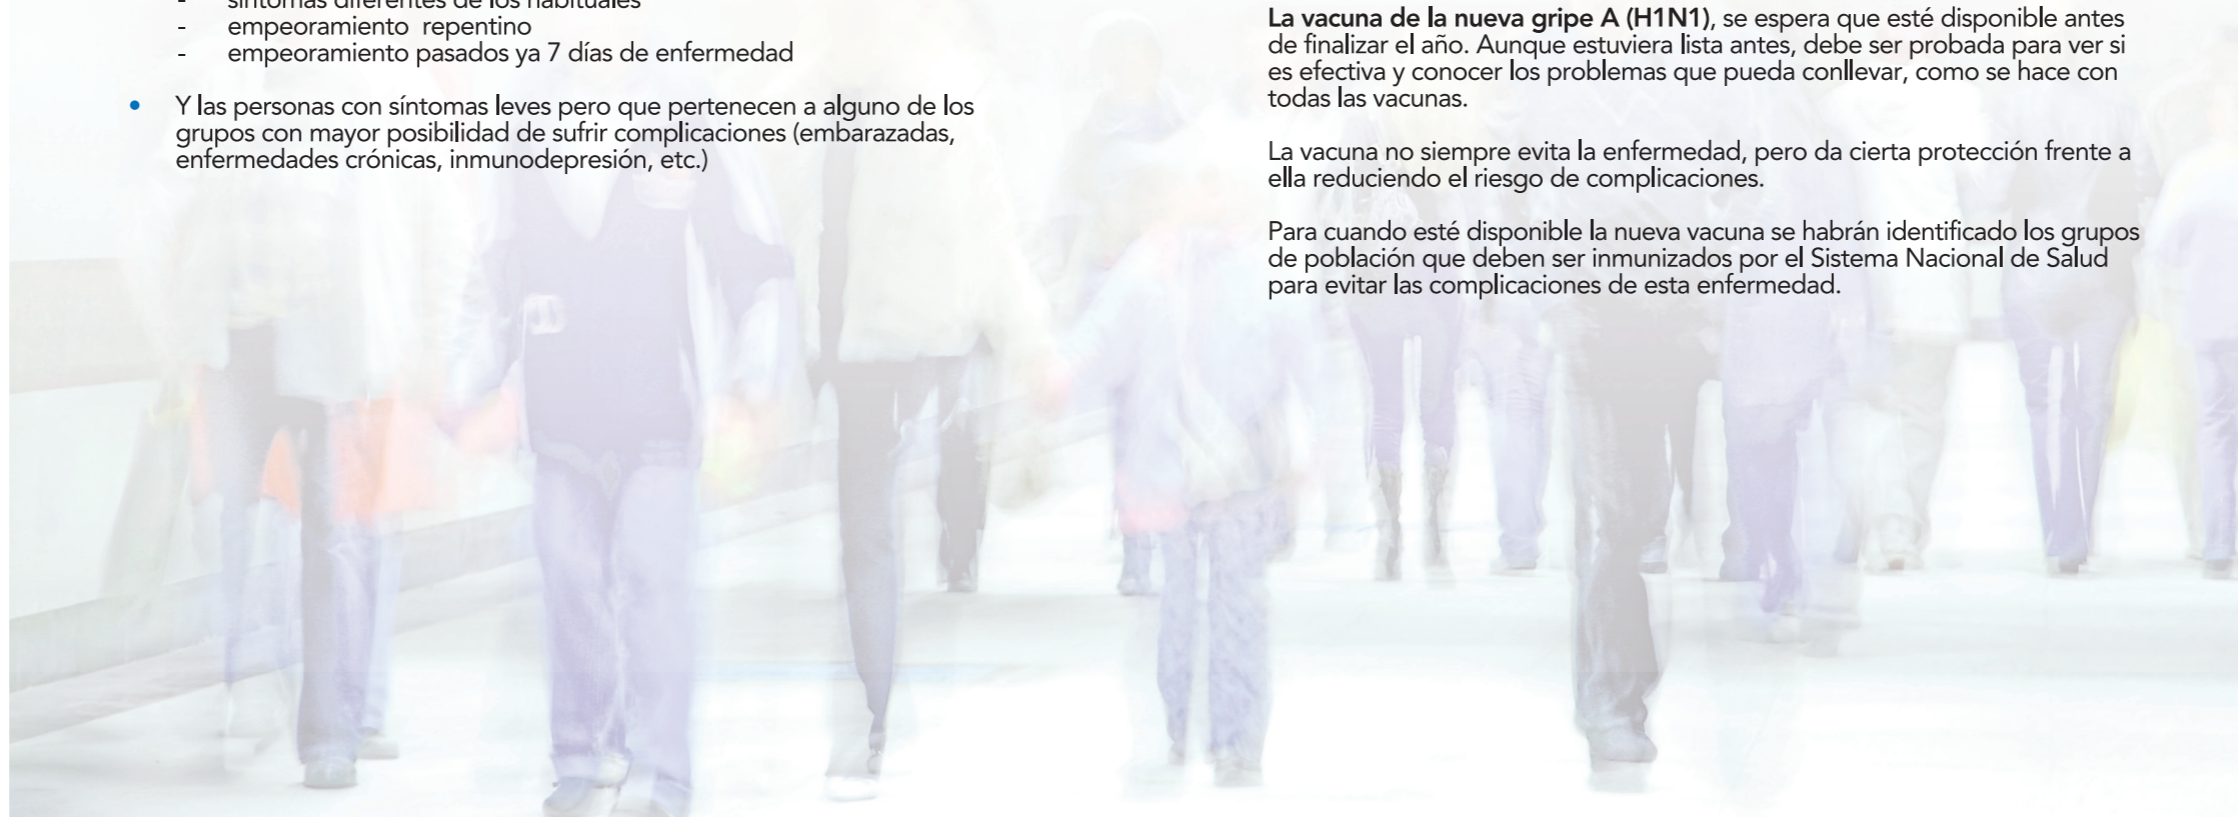 - síntomas diferentes de los habituales
- empeoramiento repentino
- empeoramiento pasados ya 7 días de enfermedad
• Y las personas con síntomas leves pero que pertenecen a alguno de los
grupos con mayor posibilidad de sufrir complicaciones (embarazadas,
enfermedades crónicas, inmunodepresión, etc.)
La vacuna de la nueva gripe A (H1N1), se espera que esté disponible antes
de finalizar el año. Aunque estuviera lista antes, debe ser probada para ver si
es efectiva y conocer los problemas que pueda conllevar, como se hace con
todas las vacunas.
La vacuna no siempre evita la enfermedad, pero da cierta protección frente a
ella reduciendo el riesgo de complicaciones.
Para cuando esté disponible la nueva vacuna se habrán identificado los grupos
de población que deben ser inmunizados por el Sistema Nacional de Salud
para evitar las complicaciones de esta enfermedad.